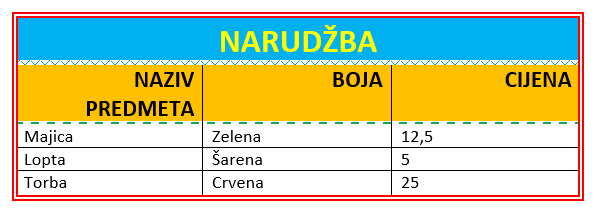 NARUDŽBA
NAZIV BOJA CIJENA
PREDMETA
Majica Zelena 12,5
Lopta Šarena 5
Torba Crvena 25